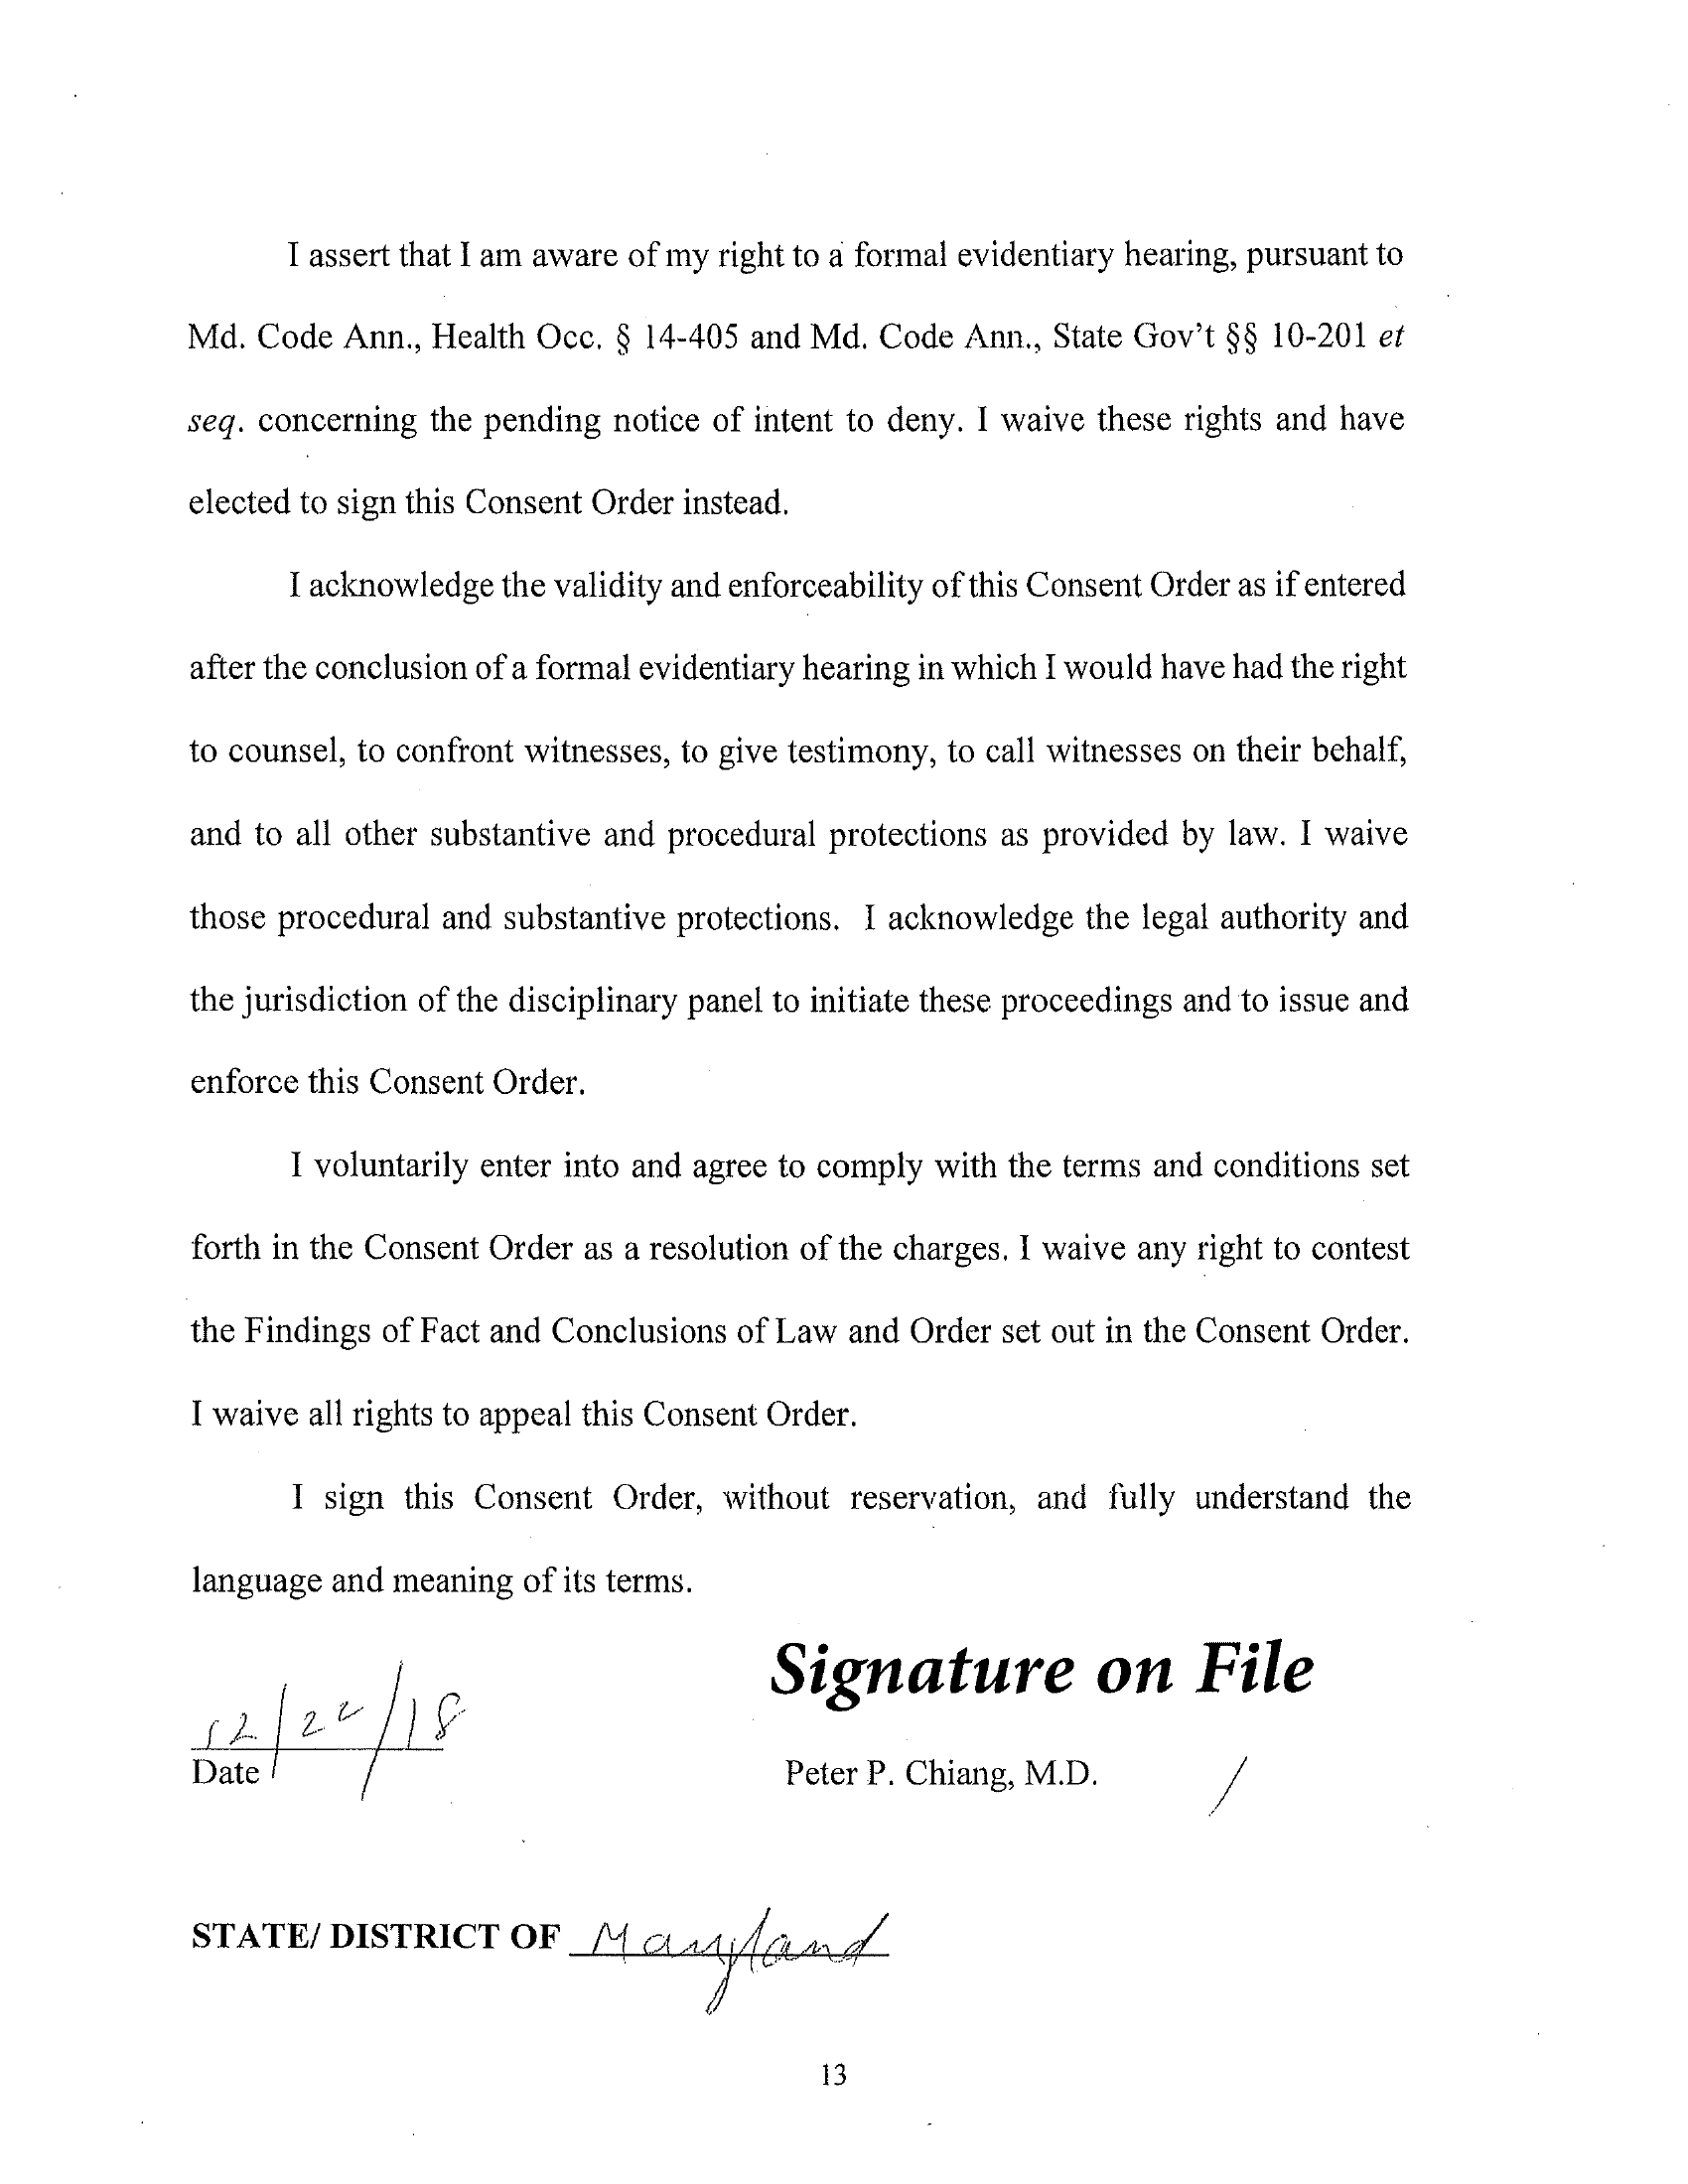 I assert that I am aware of my right to a formal evidentiary hearing, pursuant to
Md. Code Ann., Health Occ. § 14-405 and Md. Code Ann., State Gov't §§ 10-201 et
seq. concerning the pending notice of intent to deny. I waive these rights and have
elected to sign this Consent Order instead.
I acknowledge the validity and enforceability of this Consent Order as if entered
after the conclusion of a formal evidentiary hearing in which I would have had the right
to counsel, to confront witnesses, to give testimony, to call witnesses on their behalf,
and to all other substantive and procedural protections as provided by law. I waive
those procedural and substantive protections. I acknowledge the legal authority and
the jurisdiction of the disciplinary panel to initiate these proceedings and to issue and
enforce this Consent Order.
I voluntarily enter into and agree to comply with the terms and conditions set
forth in the Consent Order as a resolution of the charges. I waive any right to contest
the Findings of Fact and Conclusions of Law and Order set out in the Consent Order.
I waive all rights to appeal this Consent Order.
I sign this Consent Order, without reservation, and fully understand the
language and meaning of its terms.
Signature on File
12/22/18
Date
Peter P. Chiang, M.D.
STATE/ DISTRICT OF Maryland
13